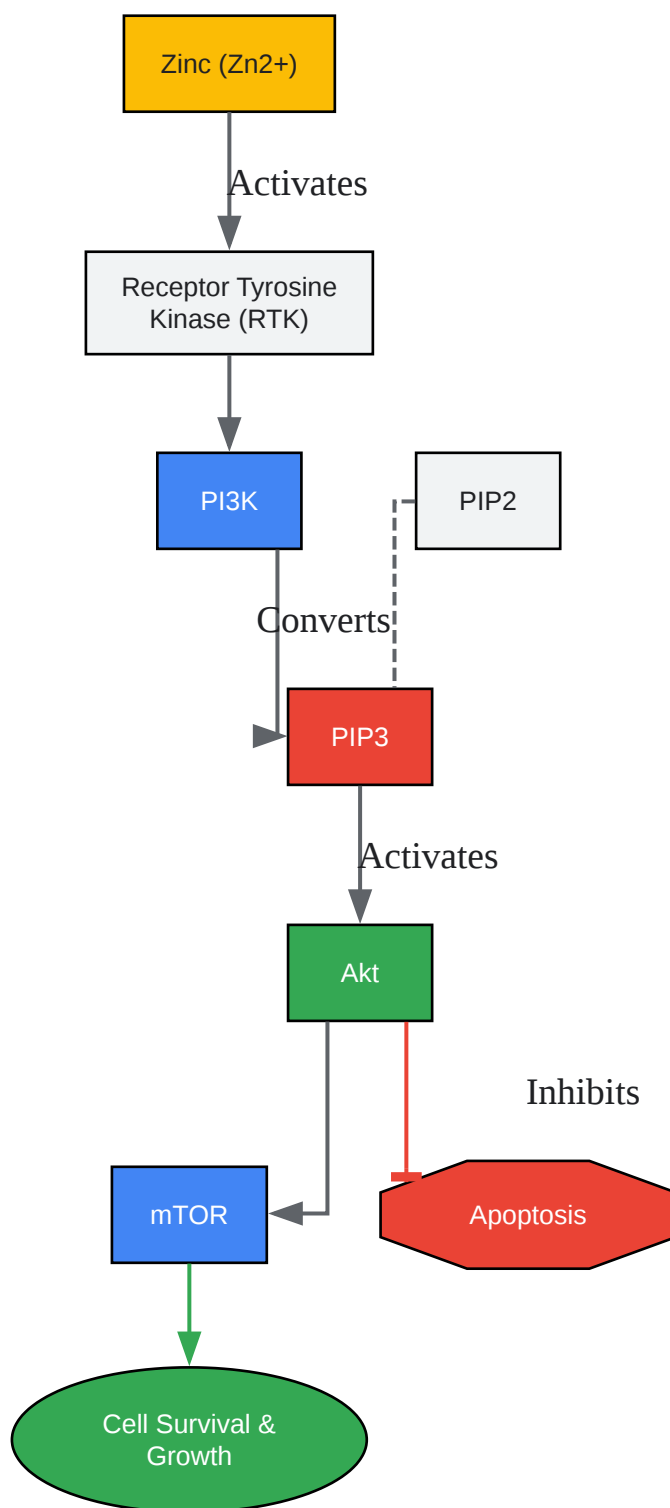 Zinc (Zn2+)
Activates
Receptor Tyrosine
Kinase (RTK)
PI3K
PIP2
Converts
PIP3
Activates
Akt
Inhibits
mTOR
Apoptosis
Cell Survival &
Growth